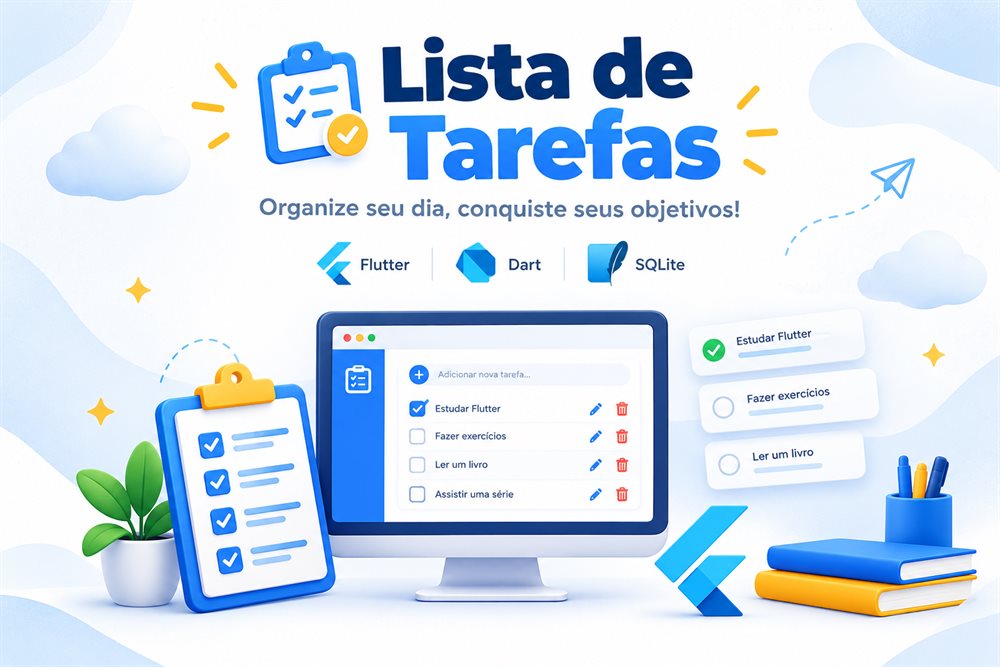 Lista de
Tarefas
Organize seu dia, conquiste seus objetivos!
Flutter
Dart
SQLite
Adicionar nova tarefa...
Estudar Flutter
Fazer exercícios
Ler um livro
Assistir uma série
Estudar Flutter
Fazer exercícios
Ler um livro